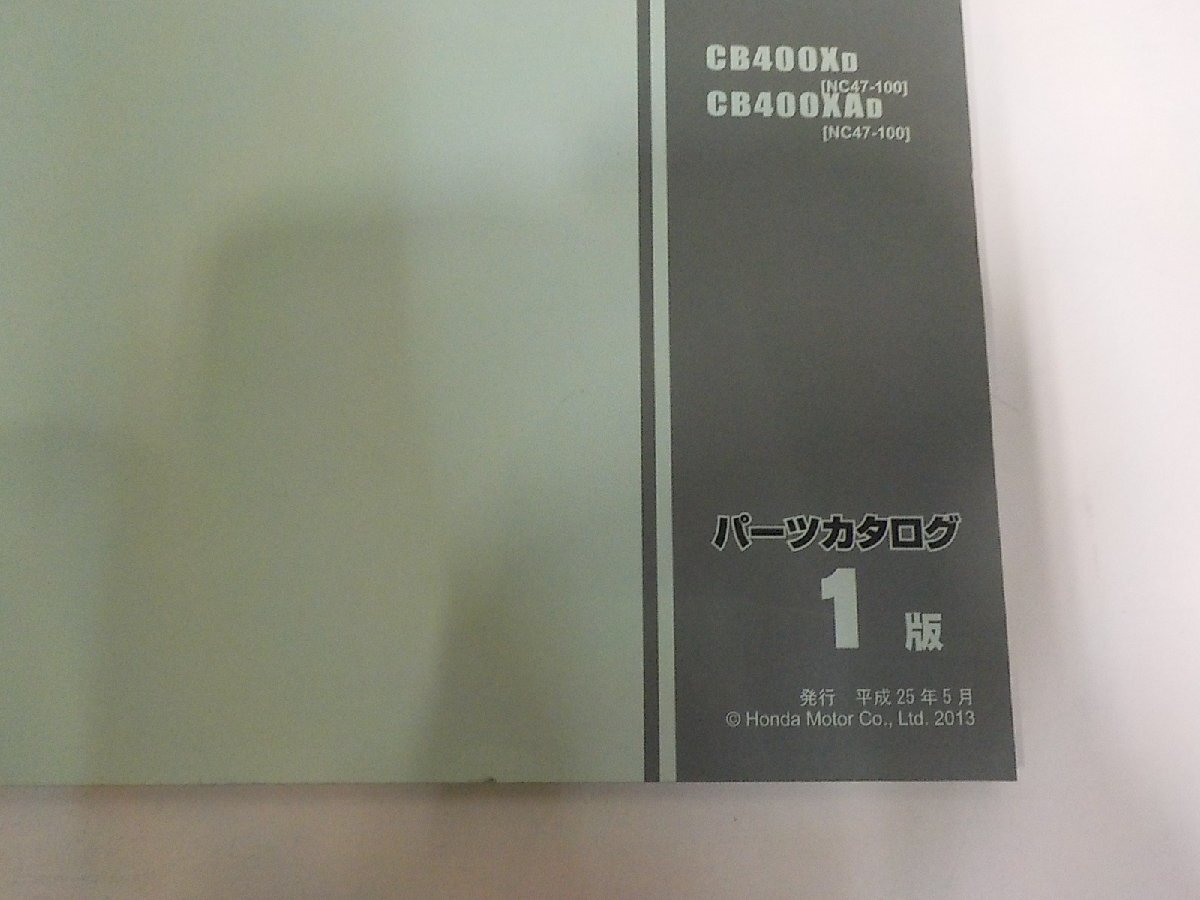 CB400XD
[NC47-100]
CB400XAD
[NC47-100]
パーツカタログ
1 版
発行 平成25年5月
© Honda Motor Co., Ltd. 2013